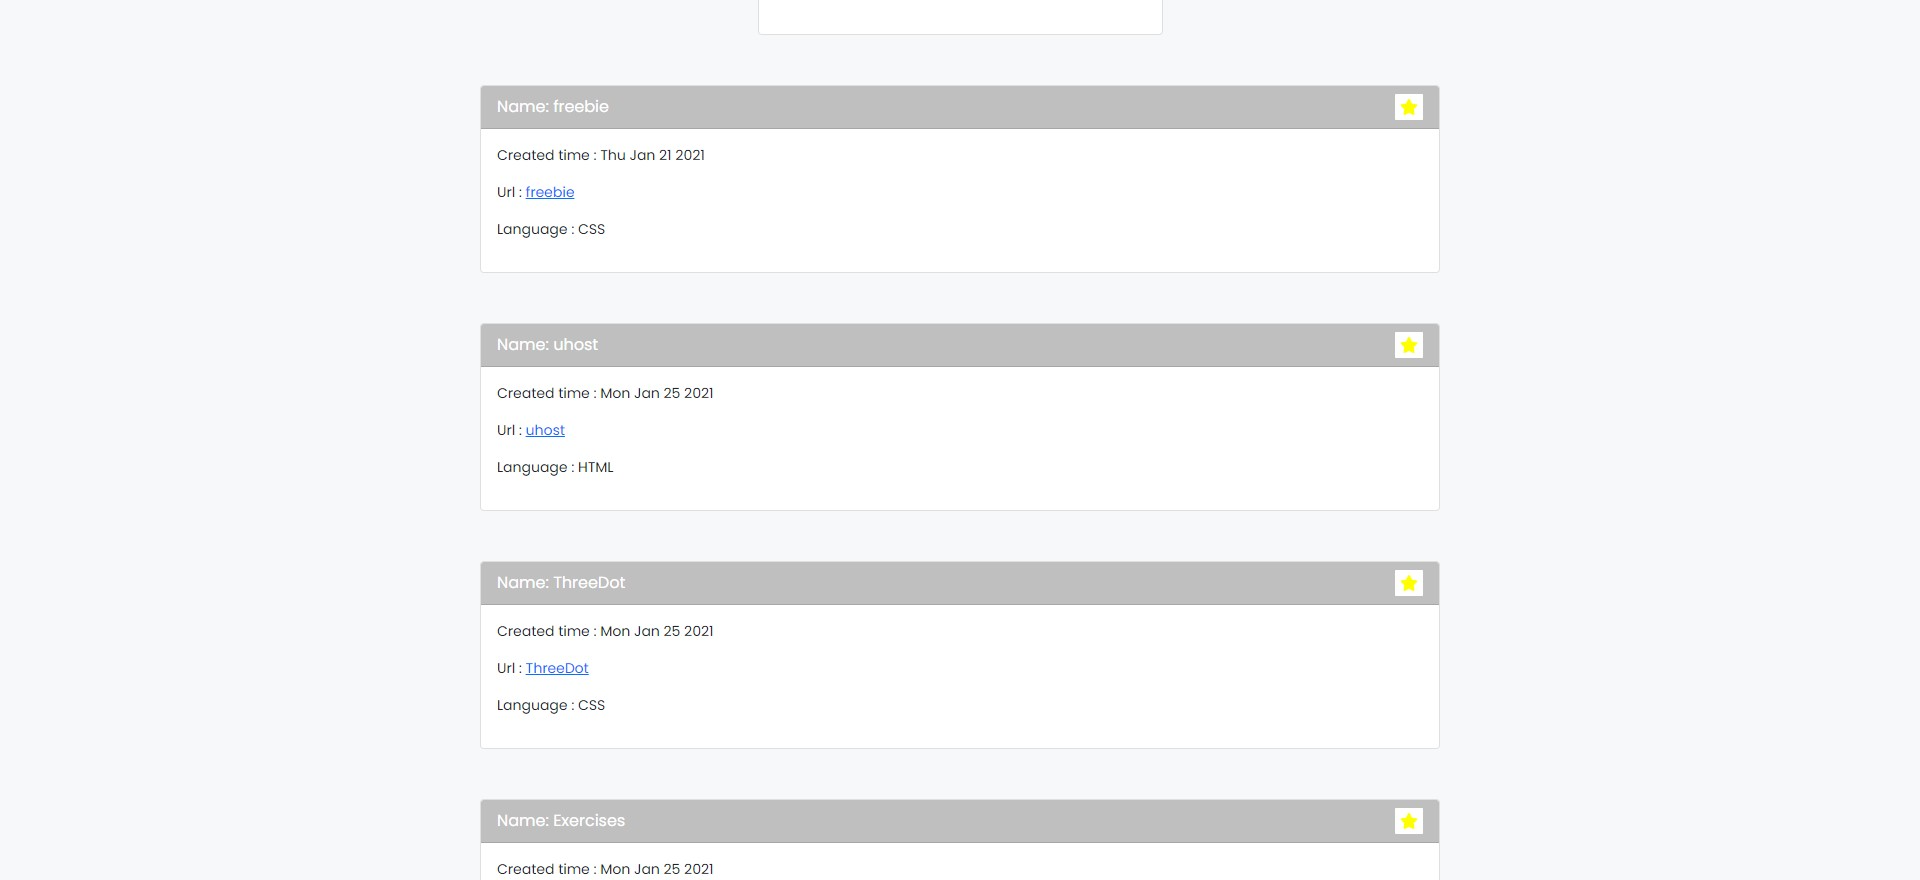 Name: freebie
Created time : Thu Jan 21 2021
Url : freebie
Language : CSS
Name: uhost
Created time : Mon Jan 25 2021
Url : uhost
Language : HTML
Name: ThreeDot
Created time : Mon Jan 25 2021
Url : ThreeDot
Language : CSS
Name: Exercises
Created time : Mon Jan 25 2021